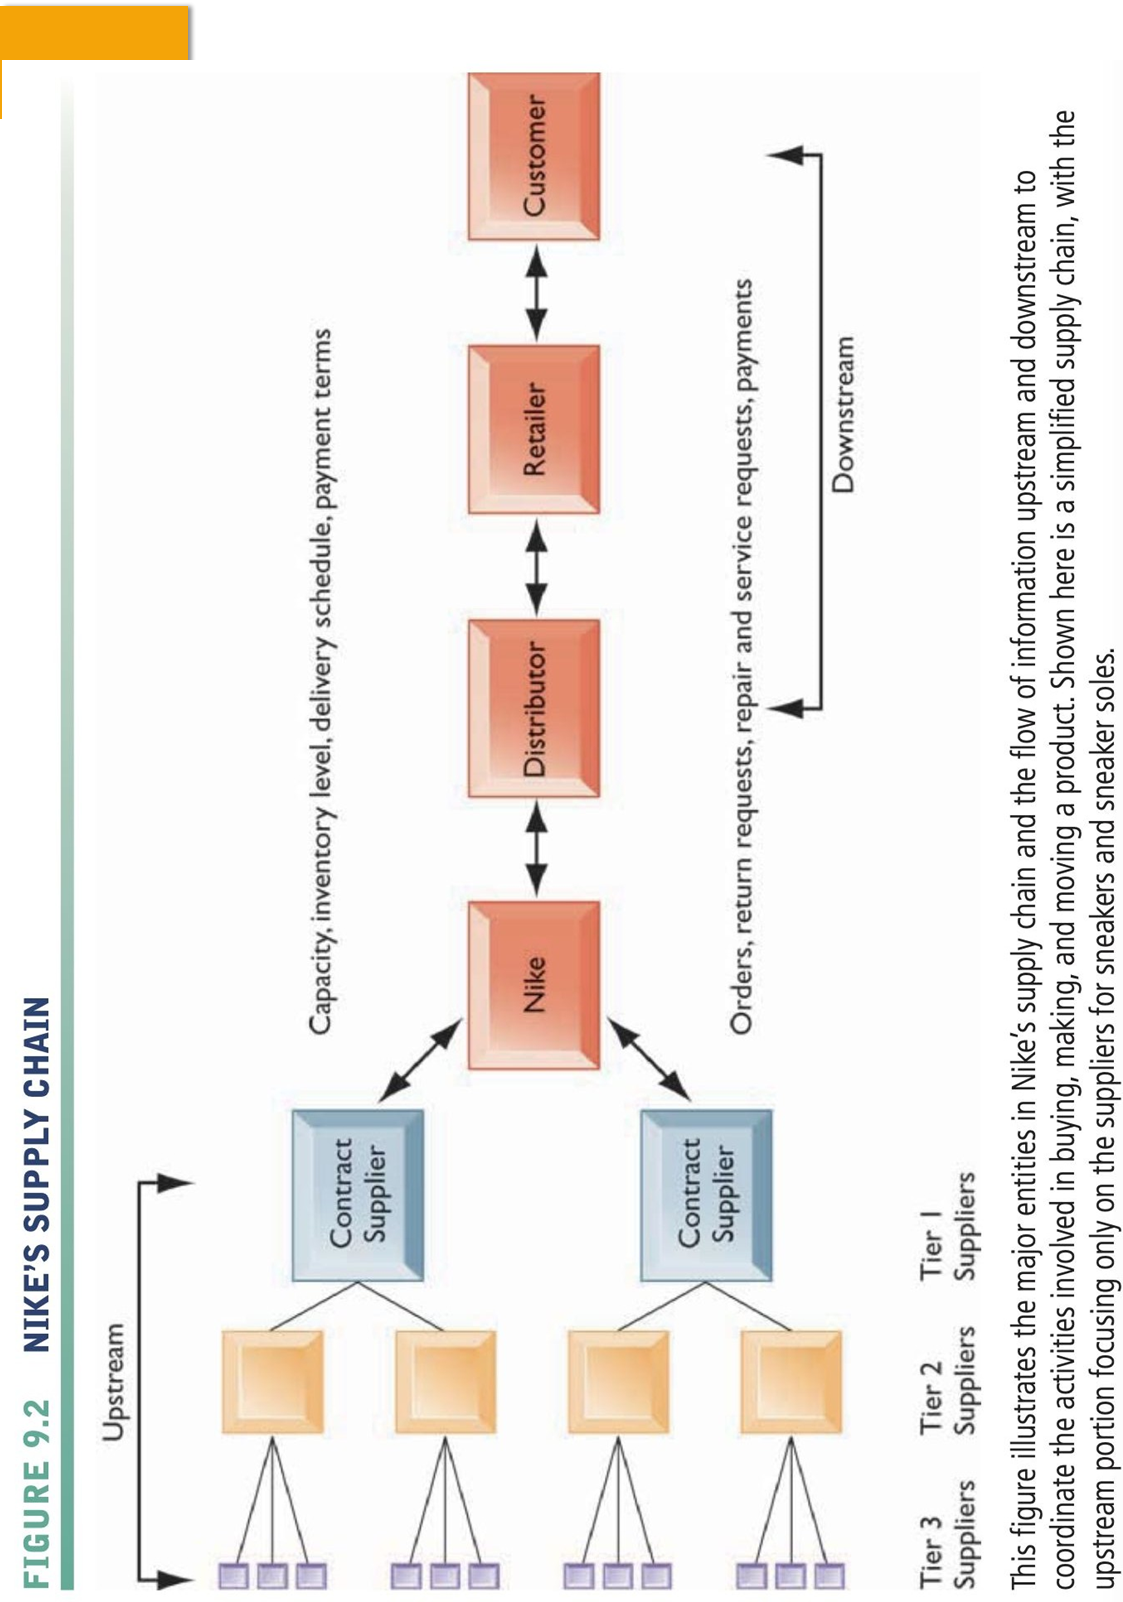 FIGURE 9.2 NIKE'S SUPPLY CHAIN
Upstream
Capacity, inventory level, delivery schedule, payment terms
Contract
Supplier
Contract
Supplier
Nike
Distributor
Retailer
Customer
Orders, return requests, repair and service requests, payments
Downstream
Tier 3
Suppliers
Tier 2
Suppliers
Tier 1
Suppliers
This figure illustrates the major entities in Nike's supply chain and the flow of information upstream and downstream to
coordinate the activities involved in buying, making, and moving a product. Shown here is a simplified supply chain, with the
upstream portion focusing only on the suppliers for sneakers and sneaker soles.